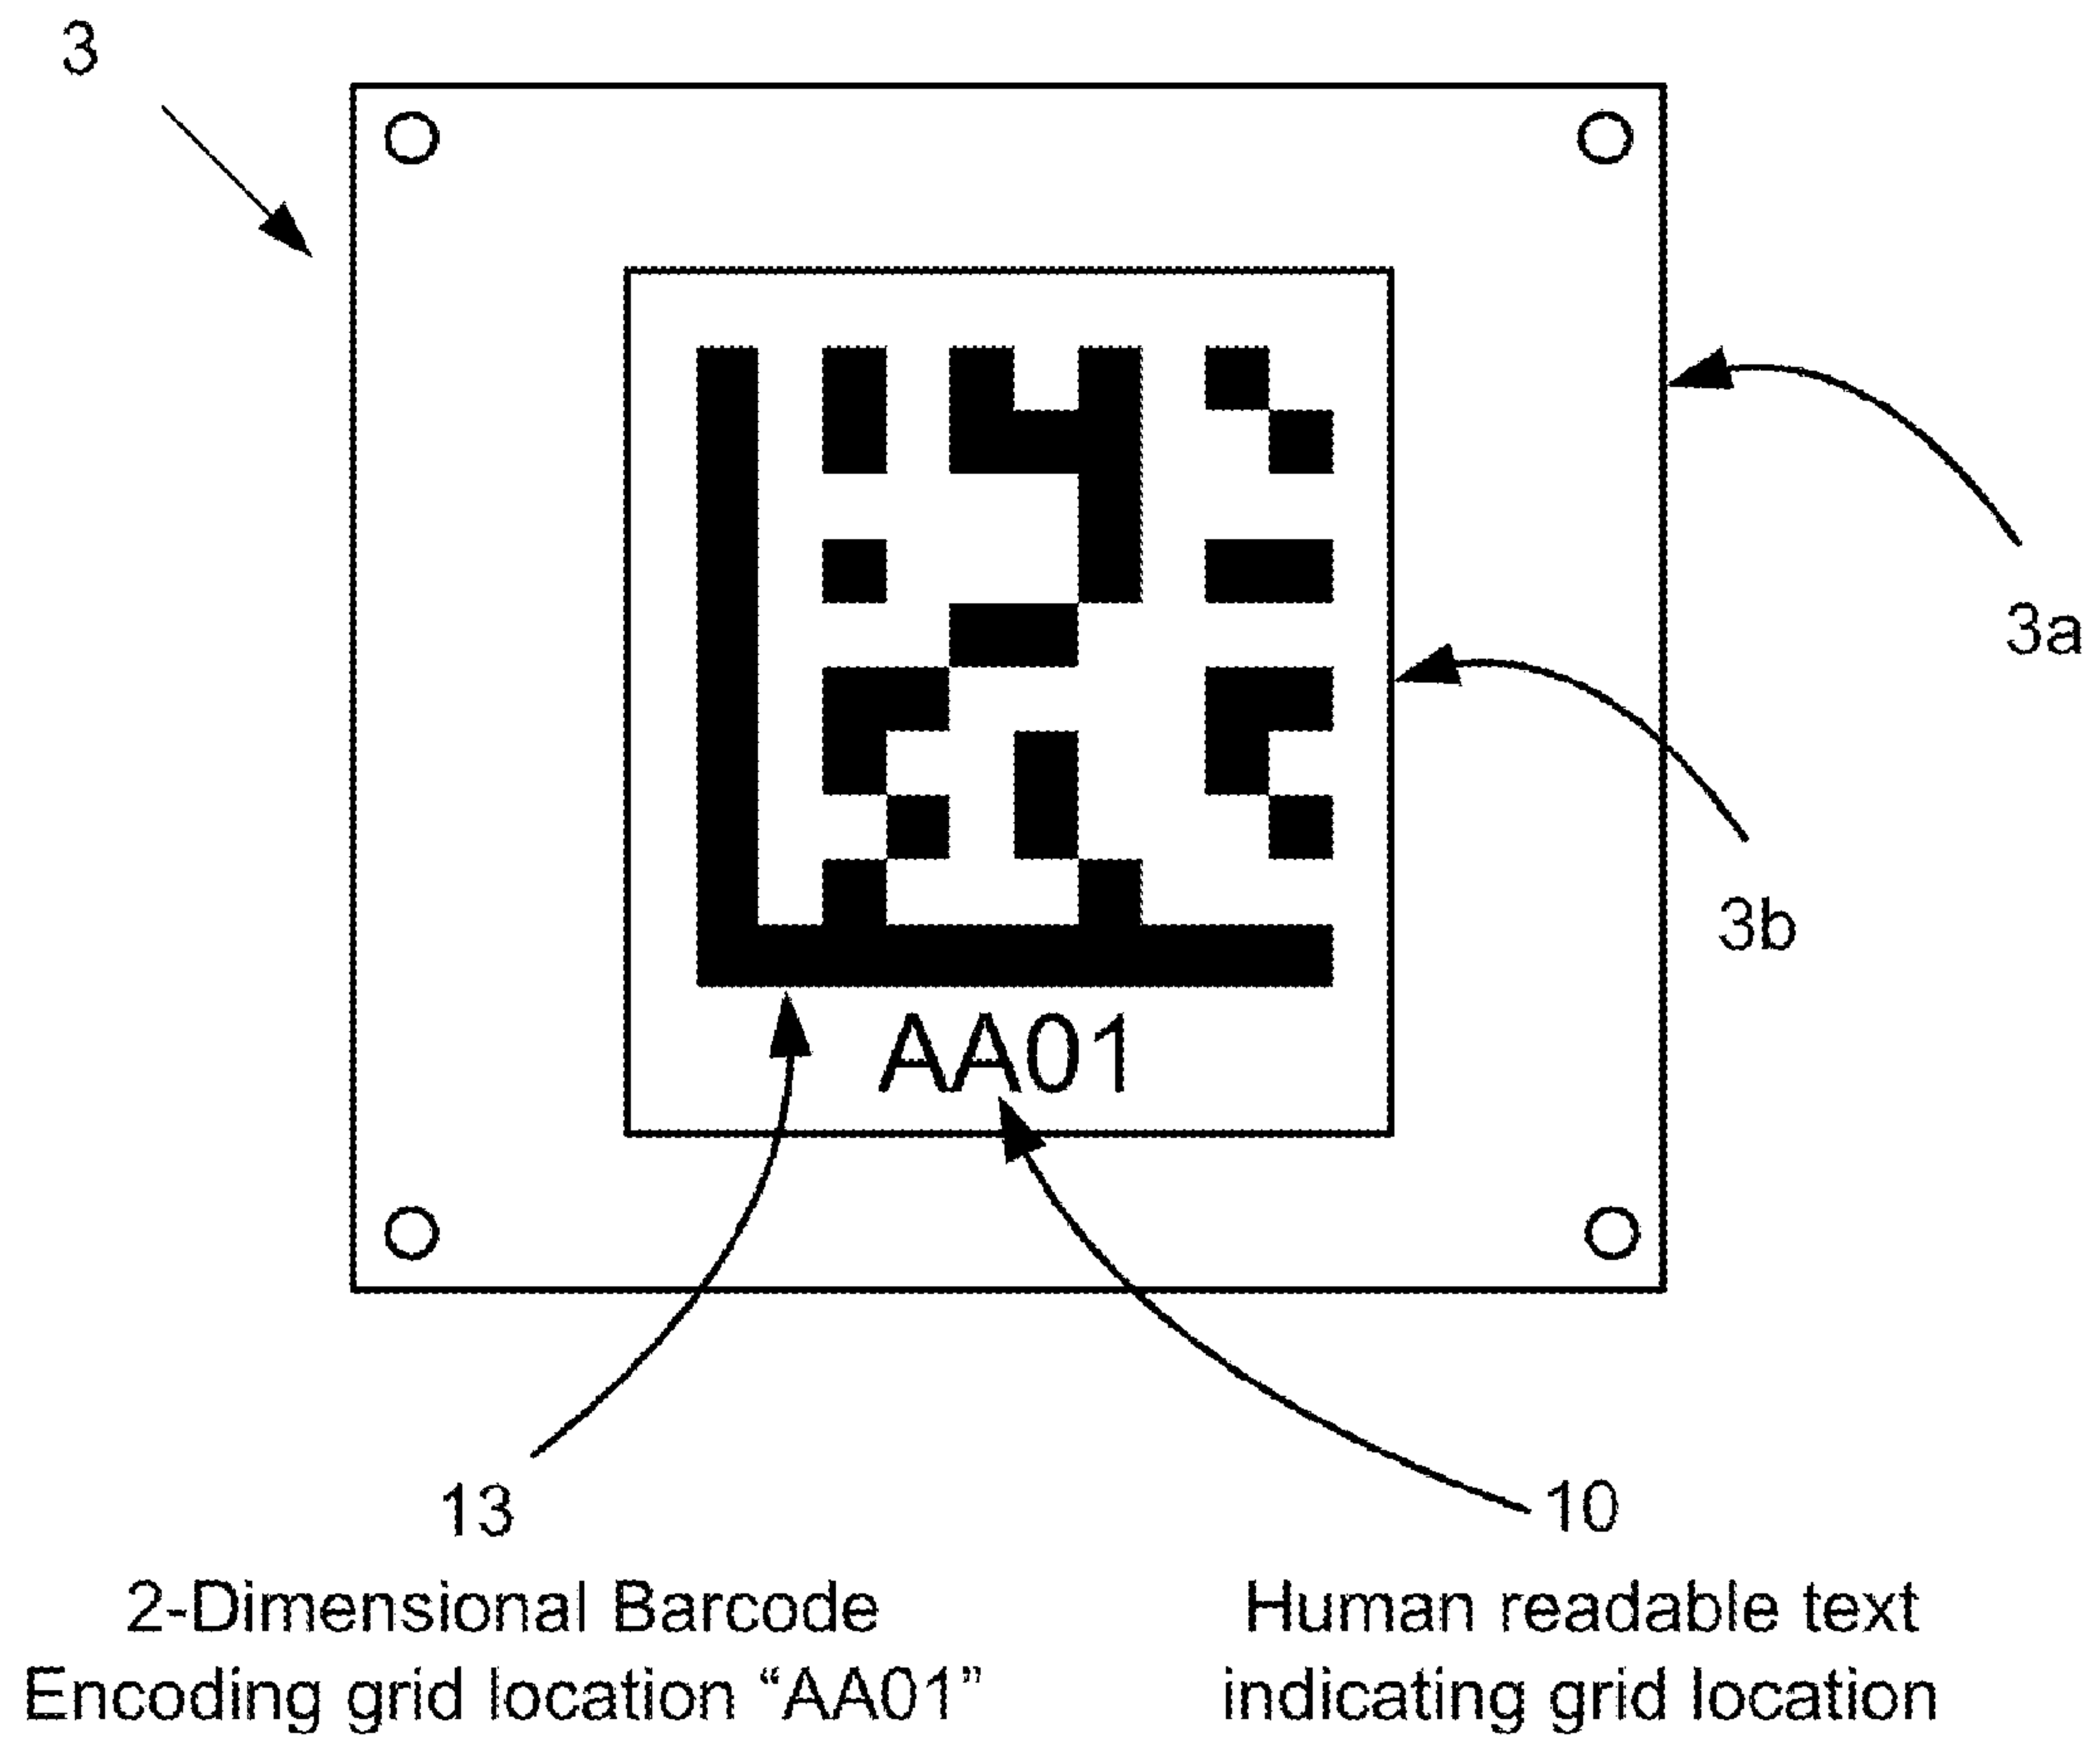 3
3a
3b
AA01
13
2-Dimensional Barcode
Encoding grid location “AA01”
10
Human readable text
indicating grid location